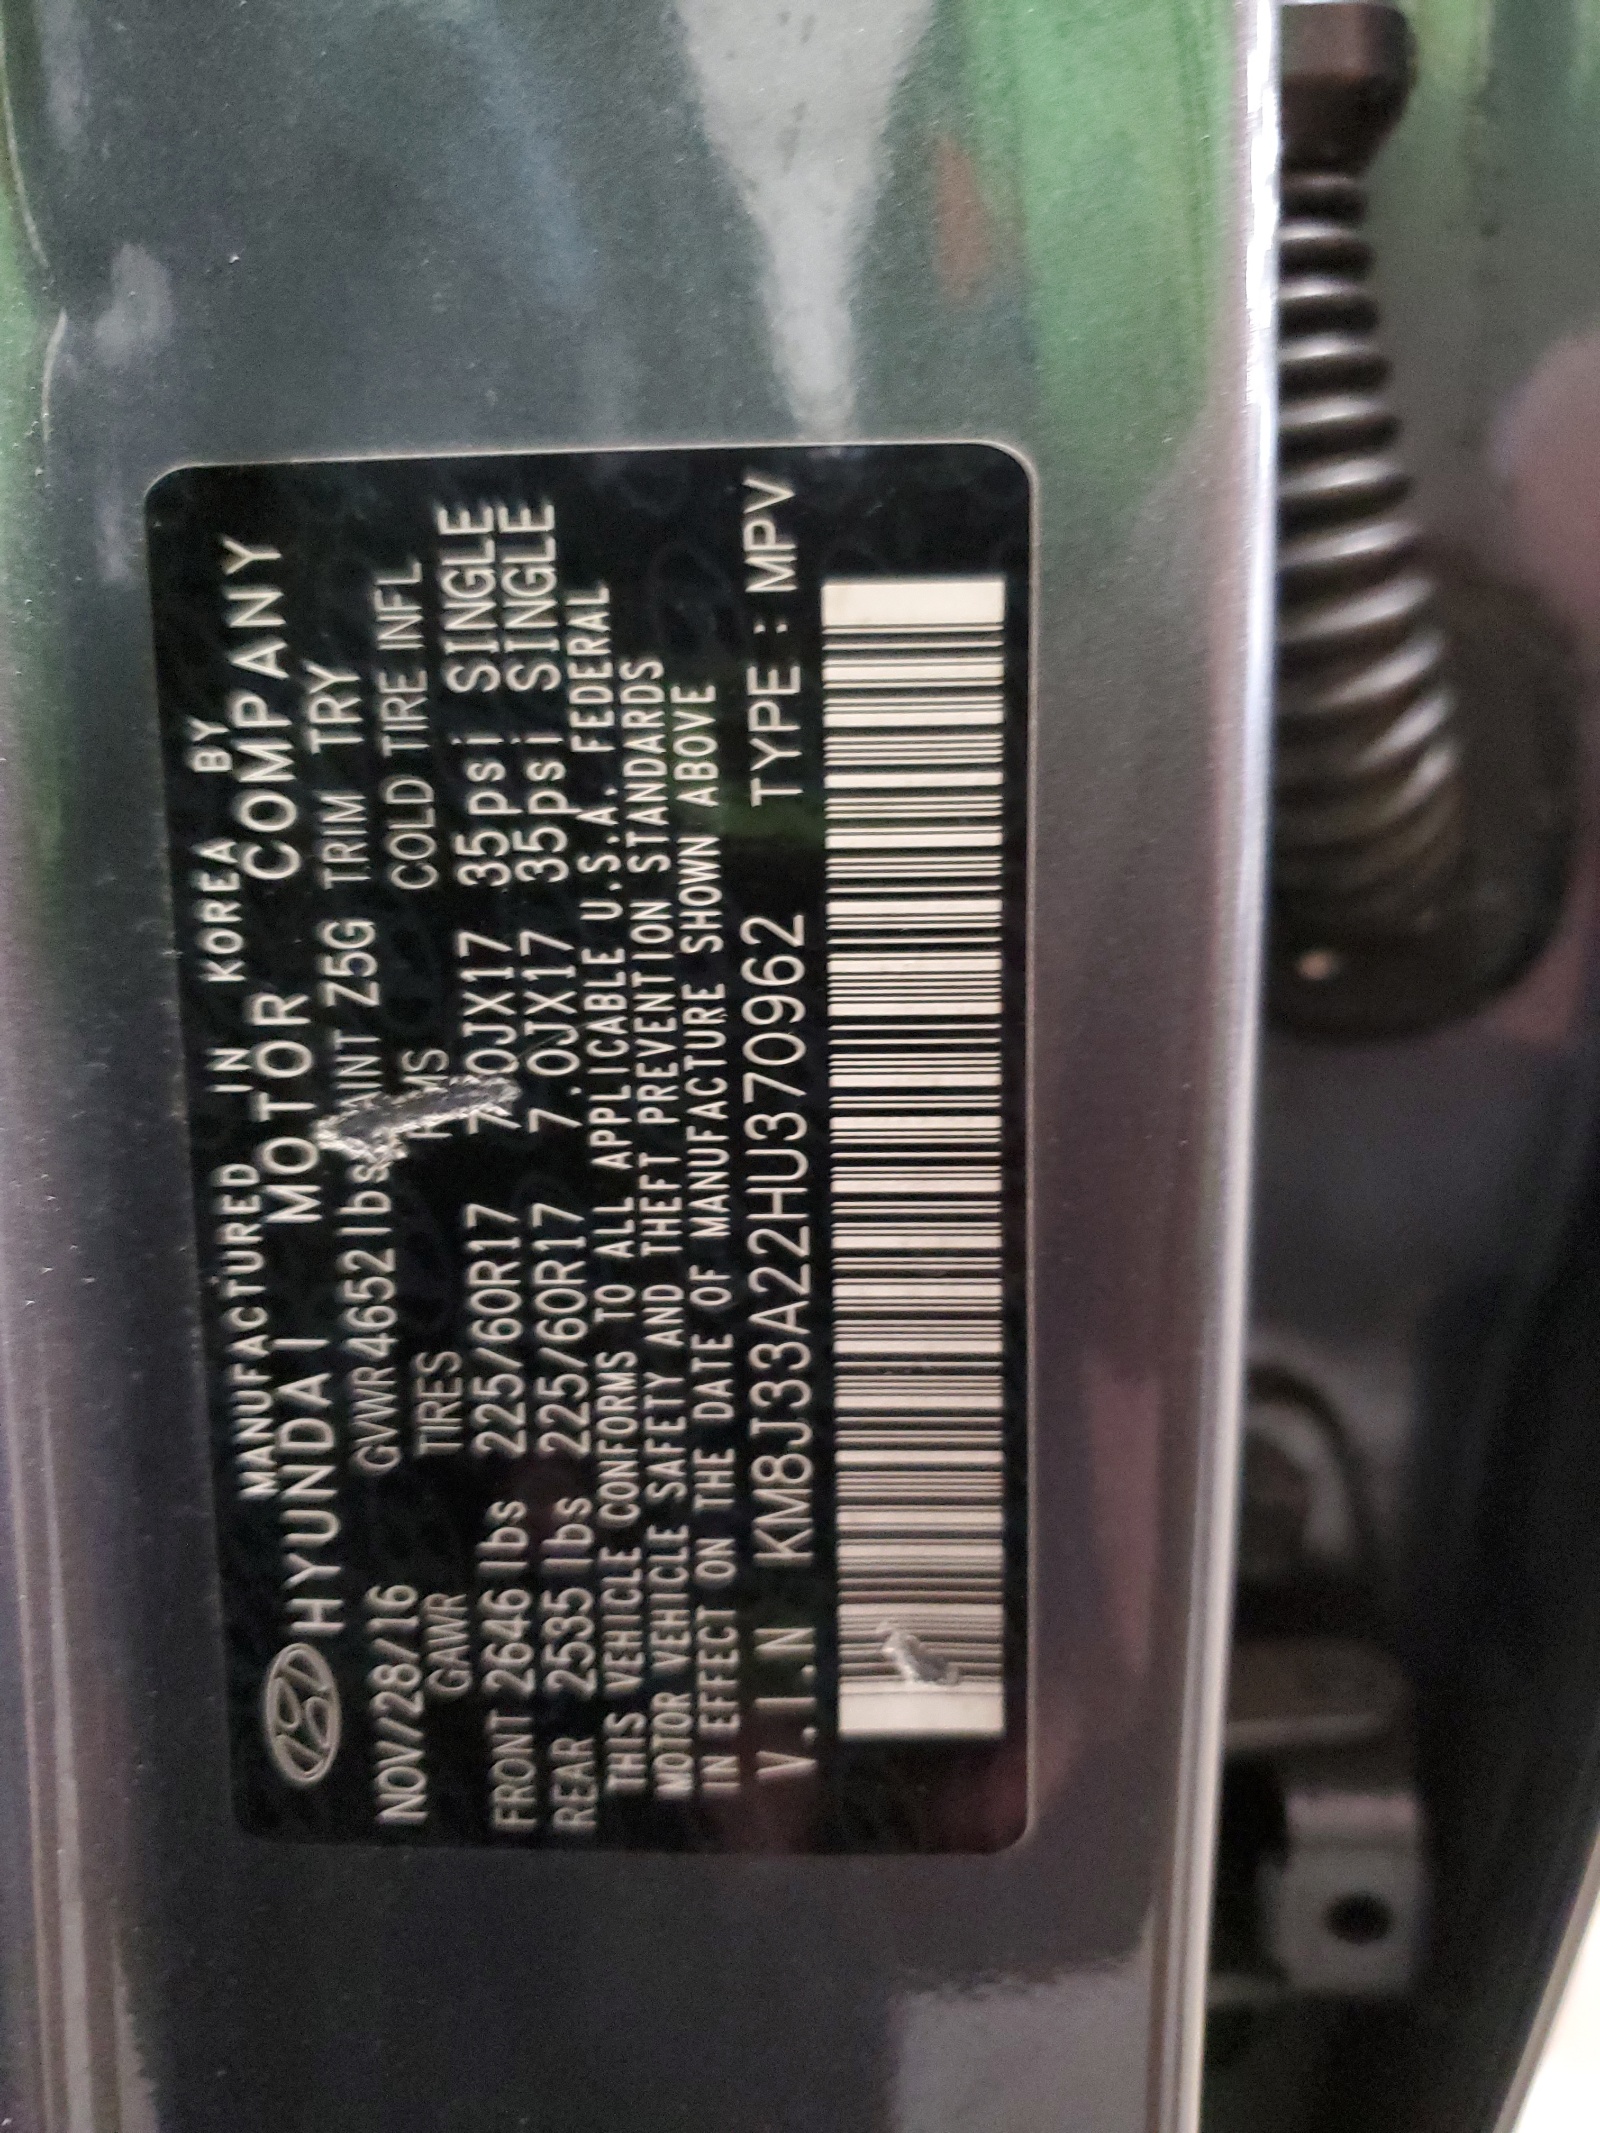 MANUFACTURED IN KOREA BY
HYUNDAI MOTOR COMPANY
NOV/28/16 GVWR 4652 lbs PAINT Z5G TRIM TRY
GAWR TIRES RIMS COLD TIRE INFL
FRONT 2646 lbs 225/60R17 7.0JX17 35psi SINGLE
REAR 2535 lbs 225/60R17 7.0JX17 35psi SINGLE
THIS VEHICLE CONFORMS TO ALL APPLICABLE U.S.A. FEDERAL
MOTOR VEHICLE SAFETY AND THEFT PREVENTION STANDARDS
IN EFFECT ON THE DATE OF MANUFACTURE SHOWN ABOVE
V.I.N KM8J33A22HU370962 TYPE : MPV